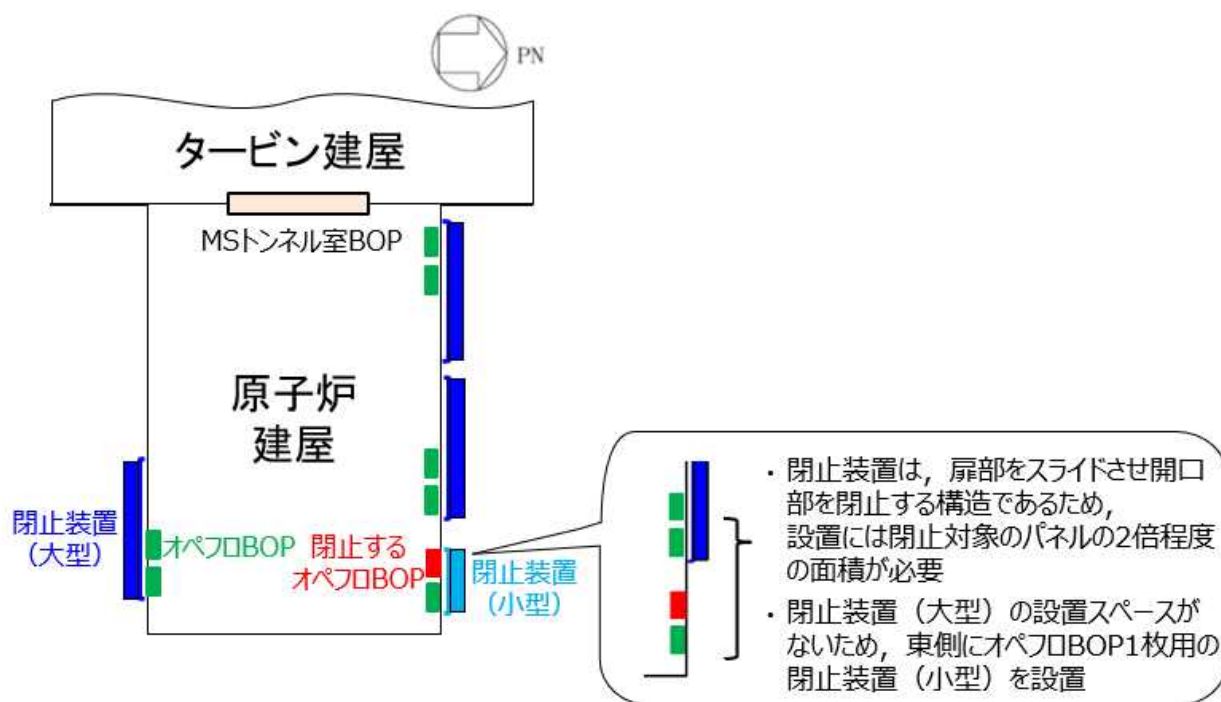 PN
タービン建屋
MSトンネル室BOP
原子炉
建屋
閉止装置
（大型）
オペフロBOP
閉止する
オペフロBOP
閉止装置
（小型）
・閉止装置は，扉部をスライドさせ開口
部を閉止する構造であるため，
設置には閉止対象のパネルの2倍程度
の面積が必要
・閉止装置（大型）の設置スペースが
ないため，東側にオペフロBOP1枚用の
閉止装置（小型）を設置